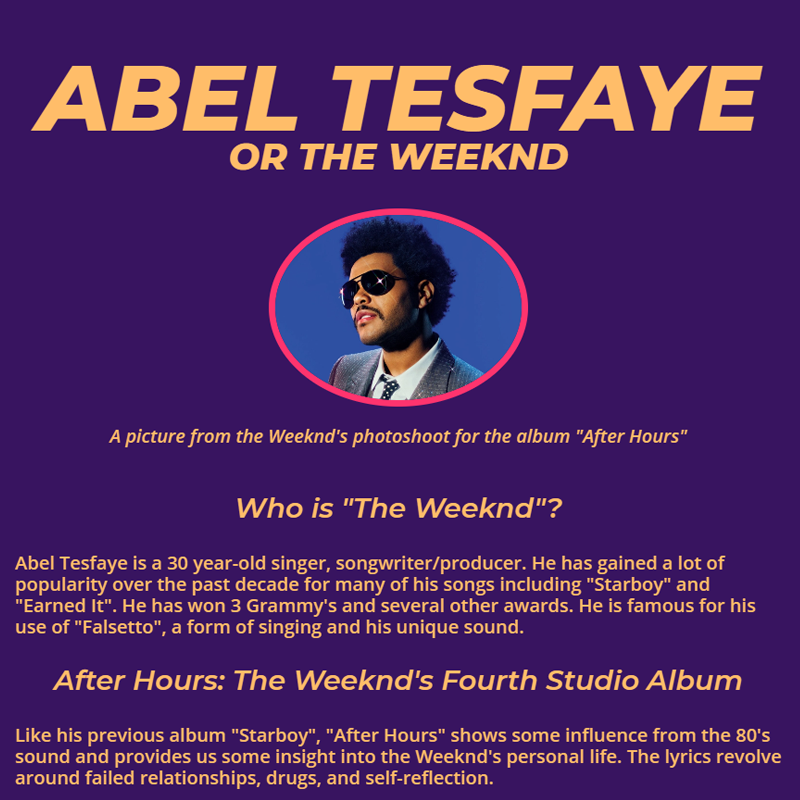 ABEL TESFAYE
OR THE WEEKND
A picture from the Weeknd's photoshoot for the album "After Hours"
Who is "The Weeknd"?
Abel Tesfaye is a 30 year-old singer, songwriter/producer. He has gained a lot of
popularity over the past decade for many of his songs including "Starboy" and
"Earned It". He has won 3 Grammy's and several other awards. He is famous for his
use of "Falsetto", a form of singing and his unique sound.
After Hours: The Weeknd's Fourth Studio Album
Like his previous album "Starboy", "After Hours" shows some influence from the 80's
sound and provides us some insight into the Weeknd's personal life. The lyrics revolve
around failed relationships, drugs, and self-reflection.